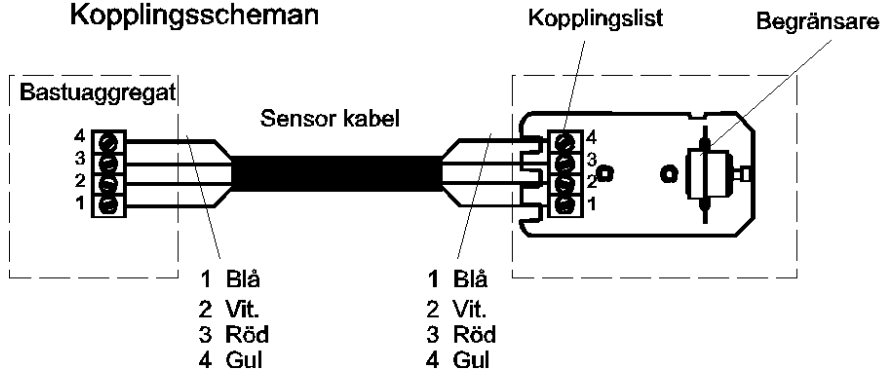 Kopplingsscheman
Kopplingslist
Begränsare
Bastuaggregat
Sensor kabel
4
3
2
1
4
3
2
1
1 Blå
2 Vit.
3 Röd
4 Gul
1 Blå
2 Vit.
3 Röd
4 Gul